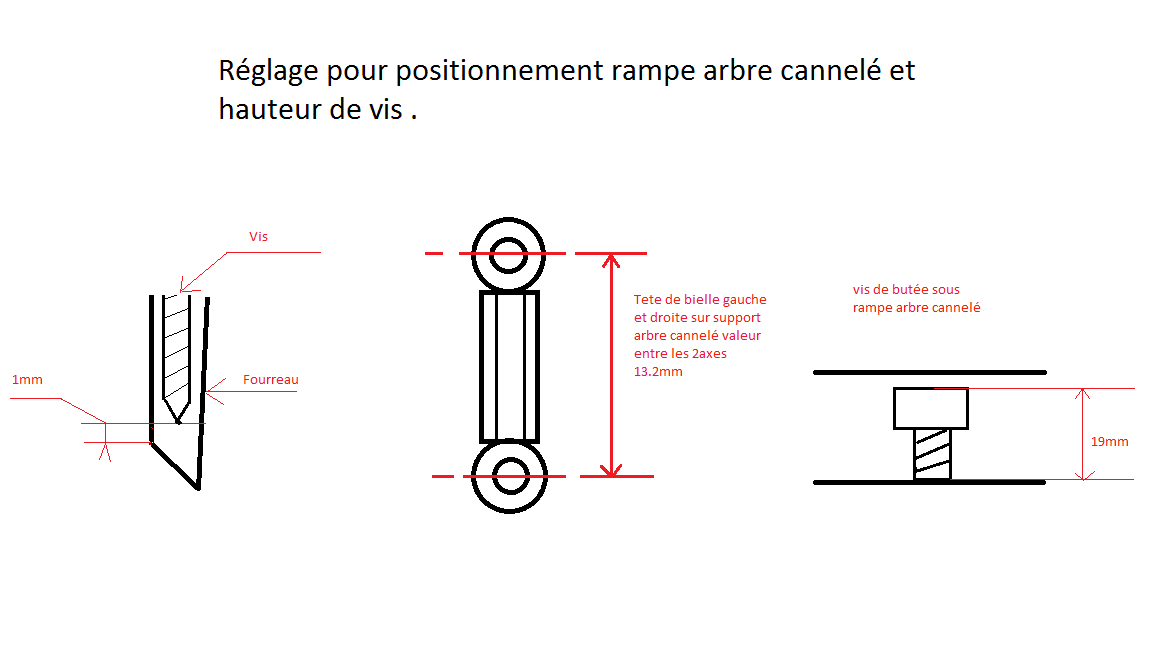 Réglage pour positionnement rampe arbre cannelé et
hauteur de vis .
Vis
1mm
Fourreau
Tete de bielle gauche
et droite sur support
arbre cannelé valeur
entre les 2axes
13.2mm
vis de butée sous
rampe arbre cannelé
19mm